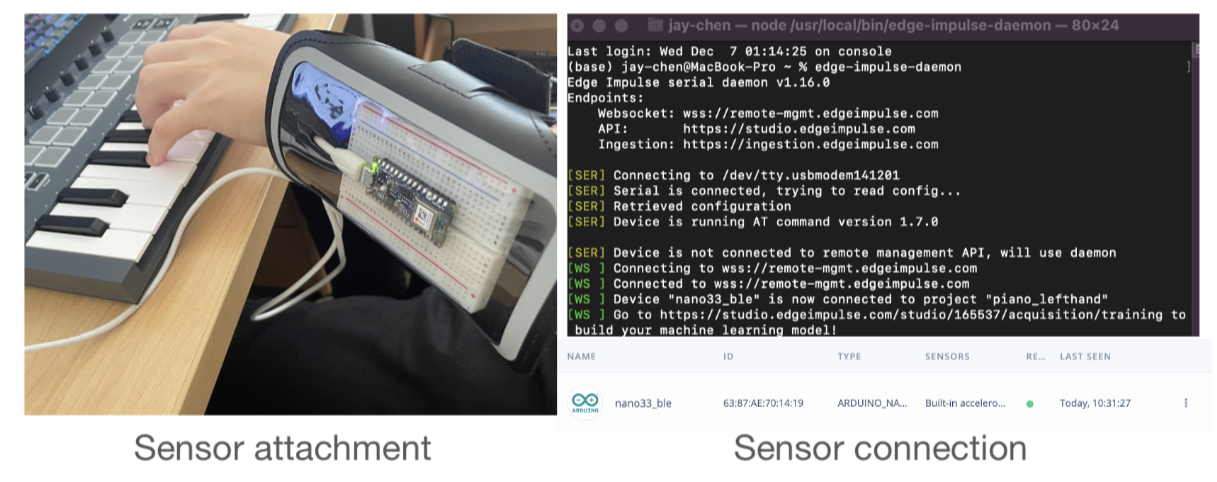 jay-chen — node /usr/local/bin/edge-impulse-daemon — 80×24
Last login: Wed Dec  7 01:14:25 on console
(base) jay-chen@MacBook-Pro ~ % edge-impulse-daemon
Edge Impulse serial daemon v1.16.0
Endpoints:
    Websocket: wss://remote-mgmt.edgeimpulse.com
    API:       https://studio.edgeimpulse.com
    Ingestion: https://ingestion.edgeimpulse.com
[SER] Connecting to /dev/tty.usbmodem141201
[SER] Serial is connected, trying to read config...
[SER] Retrieved configuration
[SER] Device is running AT command version 1.7.0
[SER] Device is not connected to remote management API, will use daemon
[WS ] Connecting to wss://remote-mgmt.edgeimpulse.com
[WS ] Connected to wss://remote-mgmt.edgeimpulse.com
[WS ] Device "nano33_ble" is now connected to project "piano_lefthand"
[WS ] Go to https://studio.edgeimpulse.com/studio/165537/acquisition/training to
 build your machine learning model!
NAME ID TYPE SENSORS RE... LAST SEEN
ARDUINO nano33_ble 63:87:AE:70:14:19 ARDUINO_NA... Built-in accelero... Today, 10:31:27
Sensor attachment Sensor connection